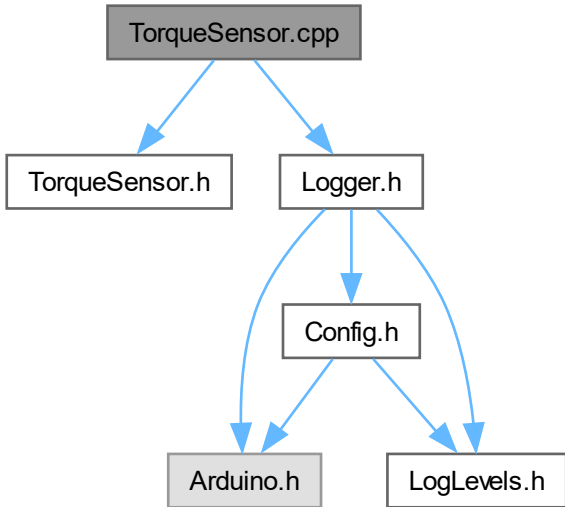 TorqueSensor.cpp
TorqueSensor.h
Logger.h
Config.h
Arduino.h
LogLevels.h